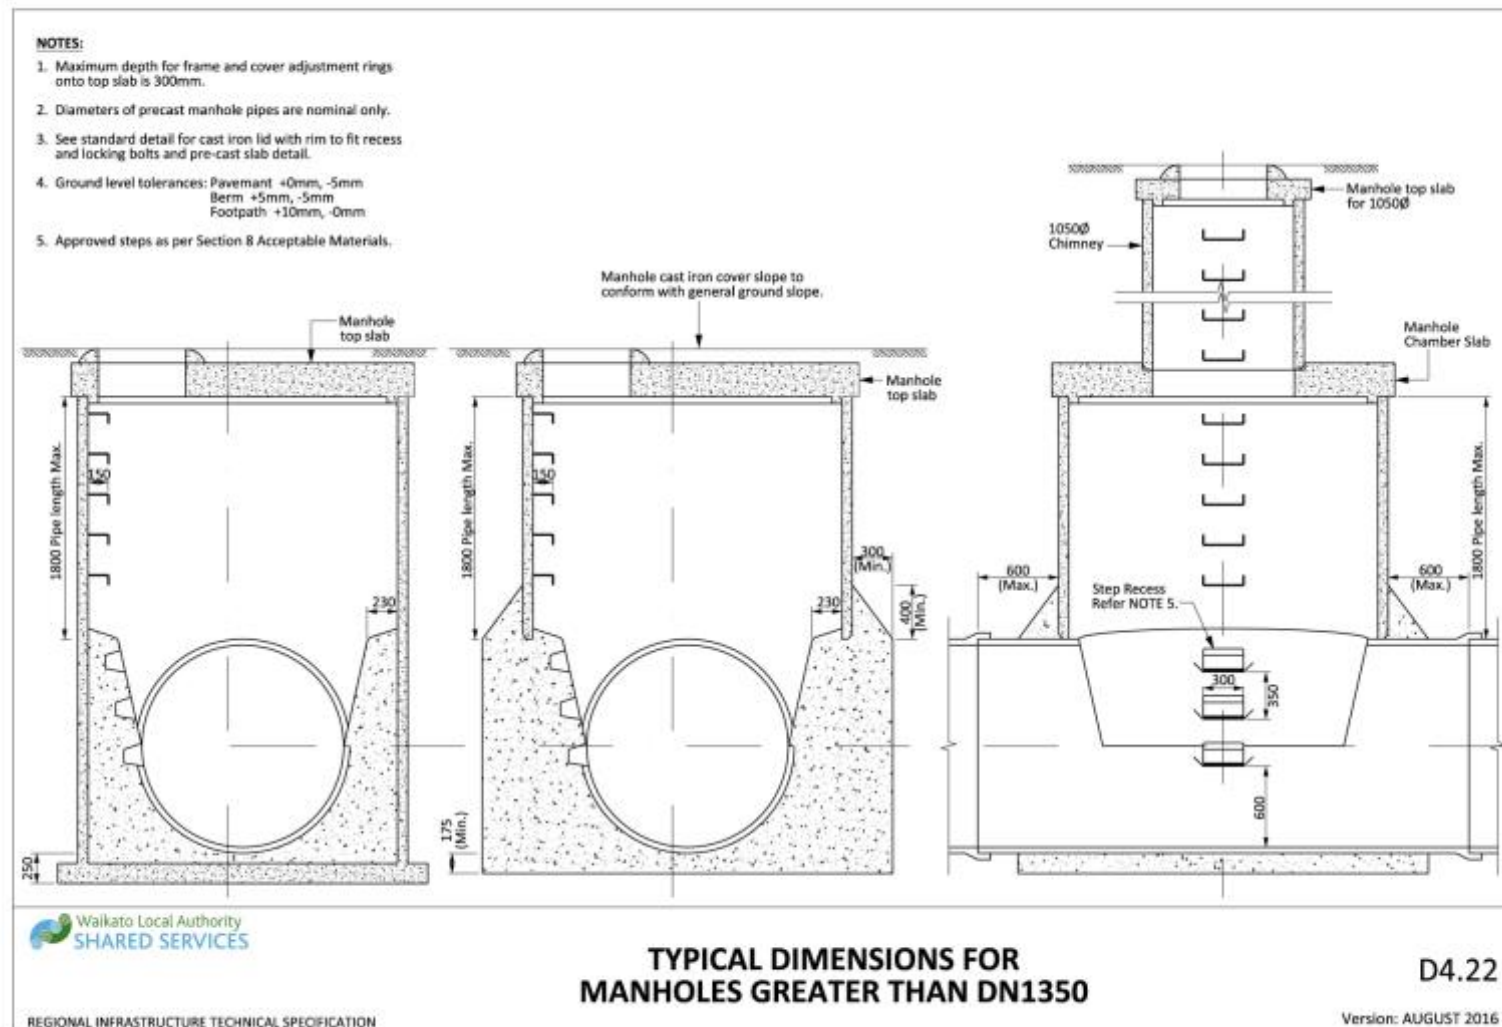 NOTES:
1. Maximum depth for frame and cover adjustment rings
onto top slab is 300mm.
2. Diameters of precast manhole pipes are nominal only.
3. See standard detail for cast iron lid with rim to fit recess
and locking bolts and pre-cast slab detail.
4. Ground level tolerances: Pavemant +0mm, -5mm
Berm +5mm, -5mm
Footpath +10mm, -0mm
5. Approved steps as per Section 8 Acceptable Materials.
Manhole
top slab
1800 Pipe length Max.
150
230
250
Manhole cast iron cover slope to
conform with general ground slope.
Manhole
top slab
1800 Pipe length Max.
150
300
(Min.)
400
(Min.)
230
175
(Min.)
Manhole top slab
for 1050Ø
1050Ø
Chimney
Manhole
Chamber Slab
1800 Pipe length Max.
600
(Max.)
600
(Max.)
Step Recess
Refer NOTE 5.
300
350
600
Waikato Local Authority
SHARED SERVICES
TYPICAL DIMENSIONS FOR
MANHOLES GREATER THAN DN1350
D4.22
REGIONAL INFRASTRUCTURE TECHNICAL SPECIFICATION
Version: AUGUST 2016